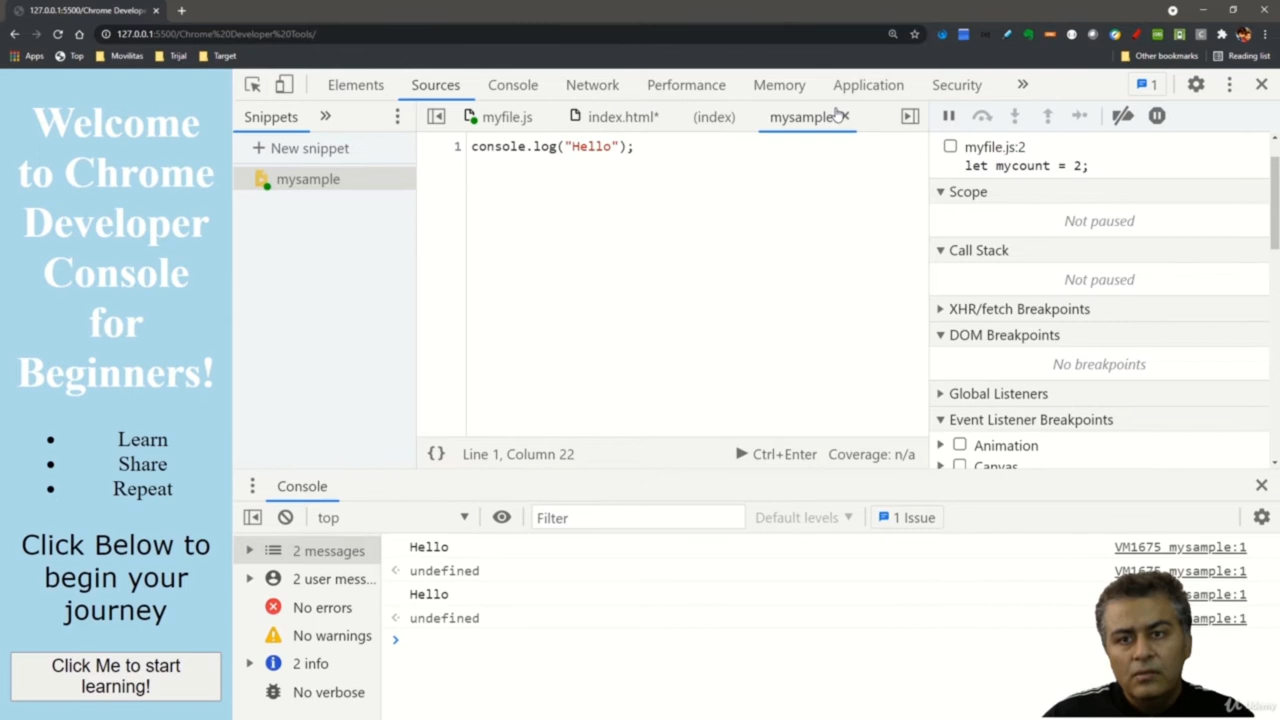 127.0.0.1:5500/Chrome Develop
127.0.0.1:5500/Chrome%20Developer%20Tools/
Apps
Top
Movilitas
Trijal
Target
Other bookmarks
Reading list
Welcome
to Chrome
Developer
Console
for
Beginners!
Learn
Share
Repeat
Click Below to
begin your
journey
Click Me to start
learning!
Elements
Sources
Console
Network
Performance
Memory
Application
Security
1
Snippets
myfile.js
index.html*
(index)
mysample
+ New snippet
mysample
1
console.log("Hello");
{}
Line 1, Column 22
Ctrl+Enter
Coverage: n/a
myfile.js:2
let mycount = 2;
Scope
Not paused
Call Stack
Not paused
XHR/fetch Breakpoints
DOM Breakpoints
No breakpoints
Global Listeners
Event Listener Breakpoints
Animation
Canvas
Console
top
Filter
Default levels
1 Issue
2 messages
2 user mess...
No errors
No warnings
2 info
No verbose
Hello
VM1675 mysample:1
undefined
VM1675 mysample:1
Hello
undefined
Udemy